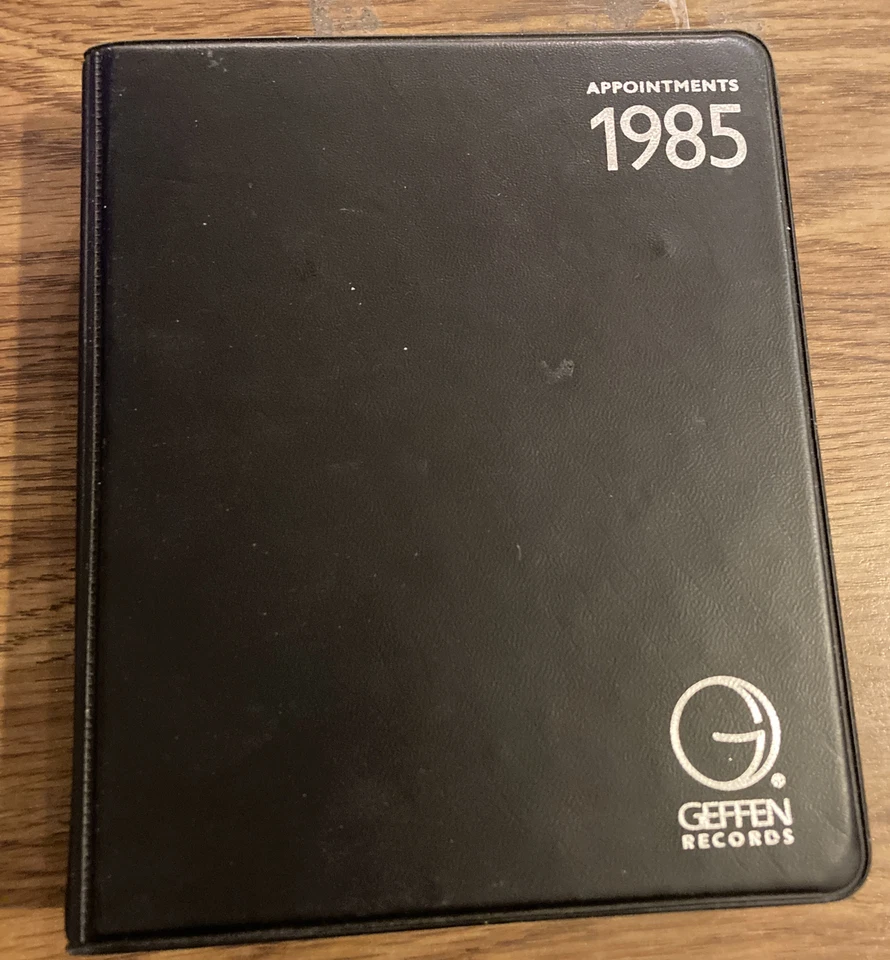 APPOINTMENTS
1985
G
GEFFEN
RECORDS